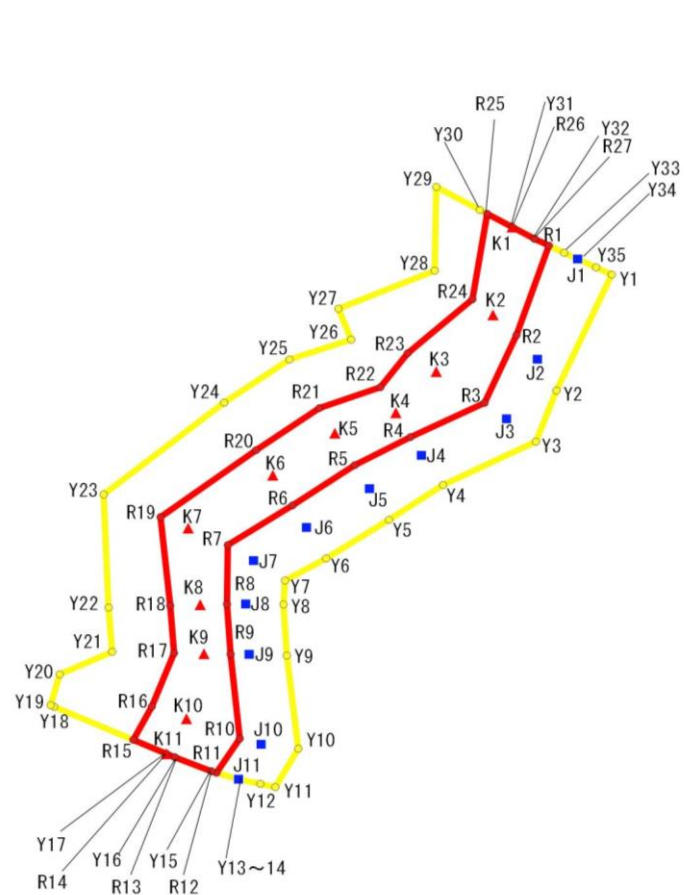 R25
Y31
R26
Y30
Y32
R27
Y33
Y34
Y29
K1
R1
J1
Y35
Y1
Y28
R24
K2
Y27
R2
Y26
R23
J2
Y25
K3
Y2
R22
Y24
R21
K4
R3
J3
K5
R4
Y3
R20
J4
R5
K6
Y4
Y23
J5
R19
R6
Y5
K7
J6
R7
Y6
J7
Y7
K8
R8
Y22
R18
J8
Y8
K9
R9
Y21
R17
J9
Y9
Y20
R16
K10
Y19
Y18
R10
J10
Y10
R15
K11
R11
J11
Y12
Y11
Y17
Y16
Y15
Y13～14
R14
R13
R12